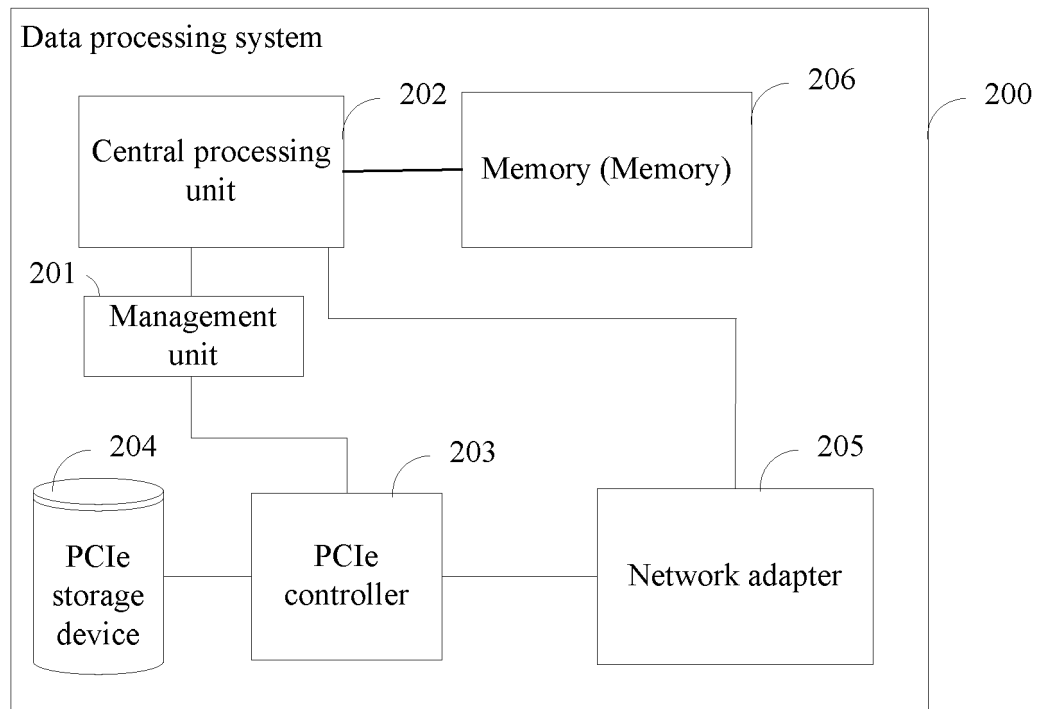 Data processing system
202
206
200
Central processing
unit
Memory (Memory)
201
Management
unit
204
203
205
PCIe
storage
device
PCIe
controller
Network adapter